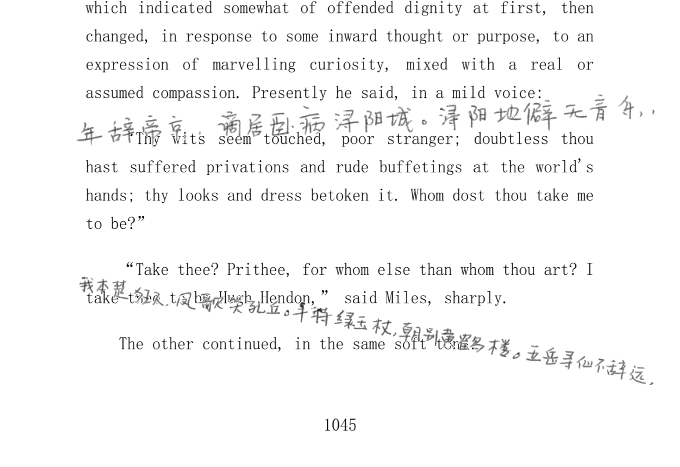 which indicated somewhat of offended dignity at first, then
changed, in response to some inward thought or purpose, to an
expression of marvelling curiosity, mixed with a real or
assumed compassion. Presently he said, in a mild voice:
年辞帝京，谪居卧病浔阳城。浔阳地僻无音
“Thy wits seem touched, poor stranger; doubtless thou
hast suffered privations and rude buffetings at the world’s
hands; thy looks and dress betoken it. Whom dost thou take me
to be?”
“Take thee? Prithee, for whom else than whom thou art? I
我本楚狂人，凤歌笑孔丘。手持绿玉杖，朝别黄鹤楼。五岳寻仙不辞远，
take thee to be Hugh Hendon,” said Miles, sharply.
The other continued, in the same soft tone:
1045